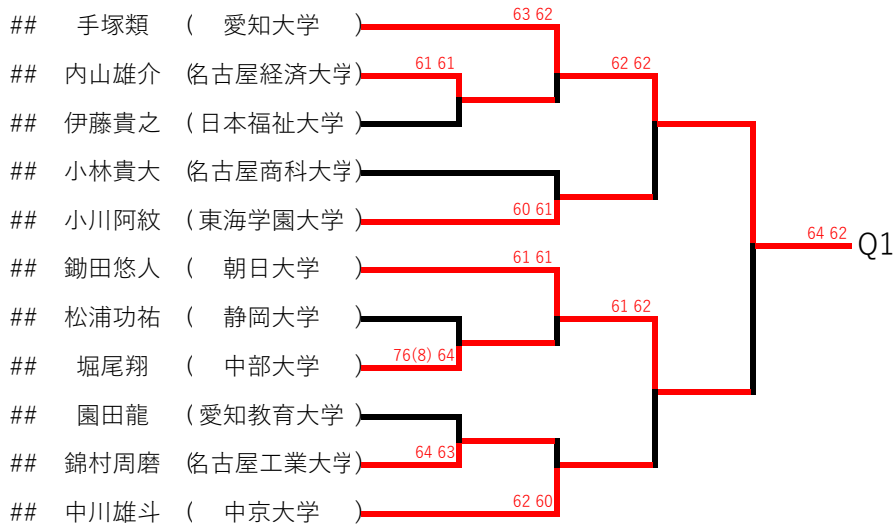 ## 手塚類 ( 愛知大学 ) 63 62
## 内山雄介 (名古屋経済大学) 61 61 62 62
## 伊藤貴之 ( 日本福祉大学 )
## 小林貴大 (名古屋商科大学)
## 小川阿紋 ( 東海学園大学 ) 60 61
64 62 Q1
## 鋤田悠人 ( 朝日大学 ) 61 61
## 松浦功祐 ( 静岡大学 ) 61 62
## 堀尾翔 ( 中部大学 ) 76(8) 64
## 園田龍 ( 愛知教育大学 )
## 錦村周磨 (名古屋工業大学) 64 63
## 中川雄斗 ( 中京大学 ) 62 60